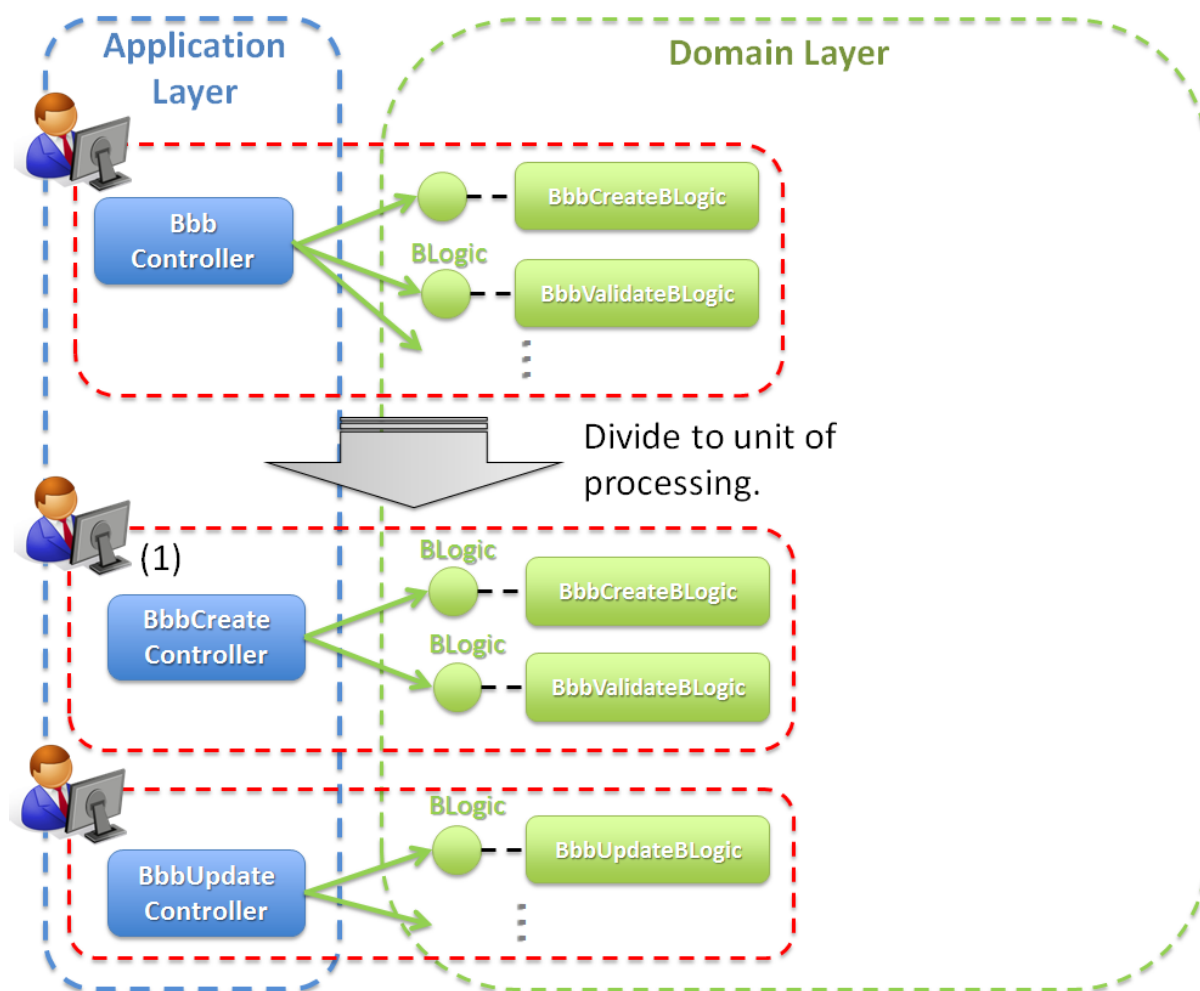 Application
Layer
Domain Layer
Bbb
Controller
BbbCreateBLogic
BLogic
BbbValidateBLogic
Divide to unit of
processing.
(1)
BLogic
BbbCreate
Controller
BbbCreateBLogic
BLogic
BbbValidateBLogic
BLogic
BbbUpdate
Controller
BbbUpdateBLogic